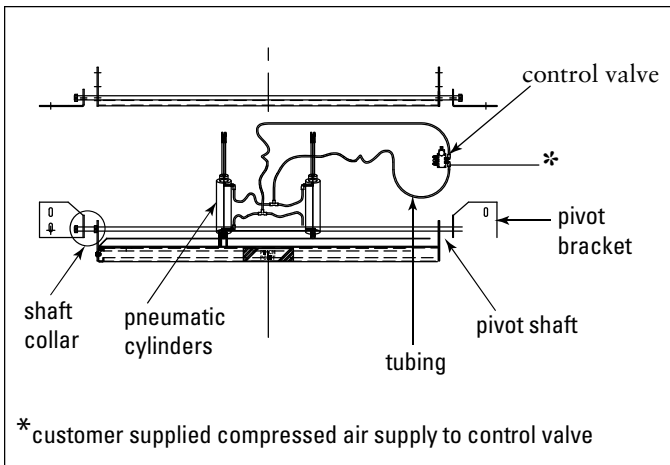 control valve
*
pivot
bracket
shaft
collar
pneumatic
cylinders
pivot shaft
tubing
*customer supplied compressed air supply to control valve